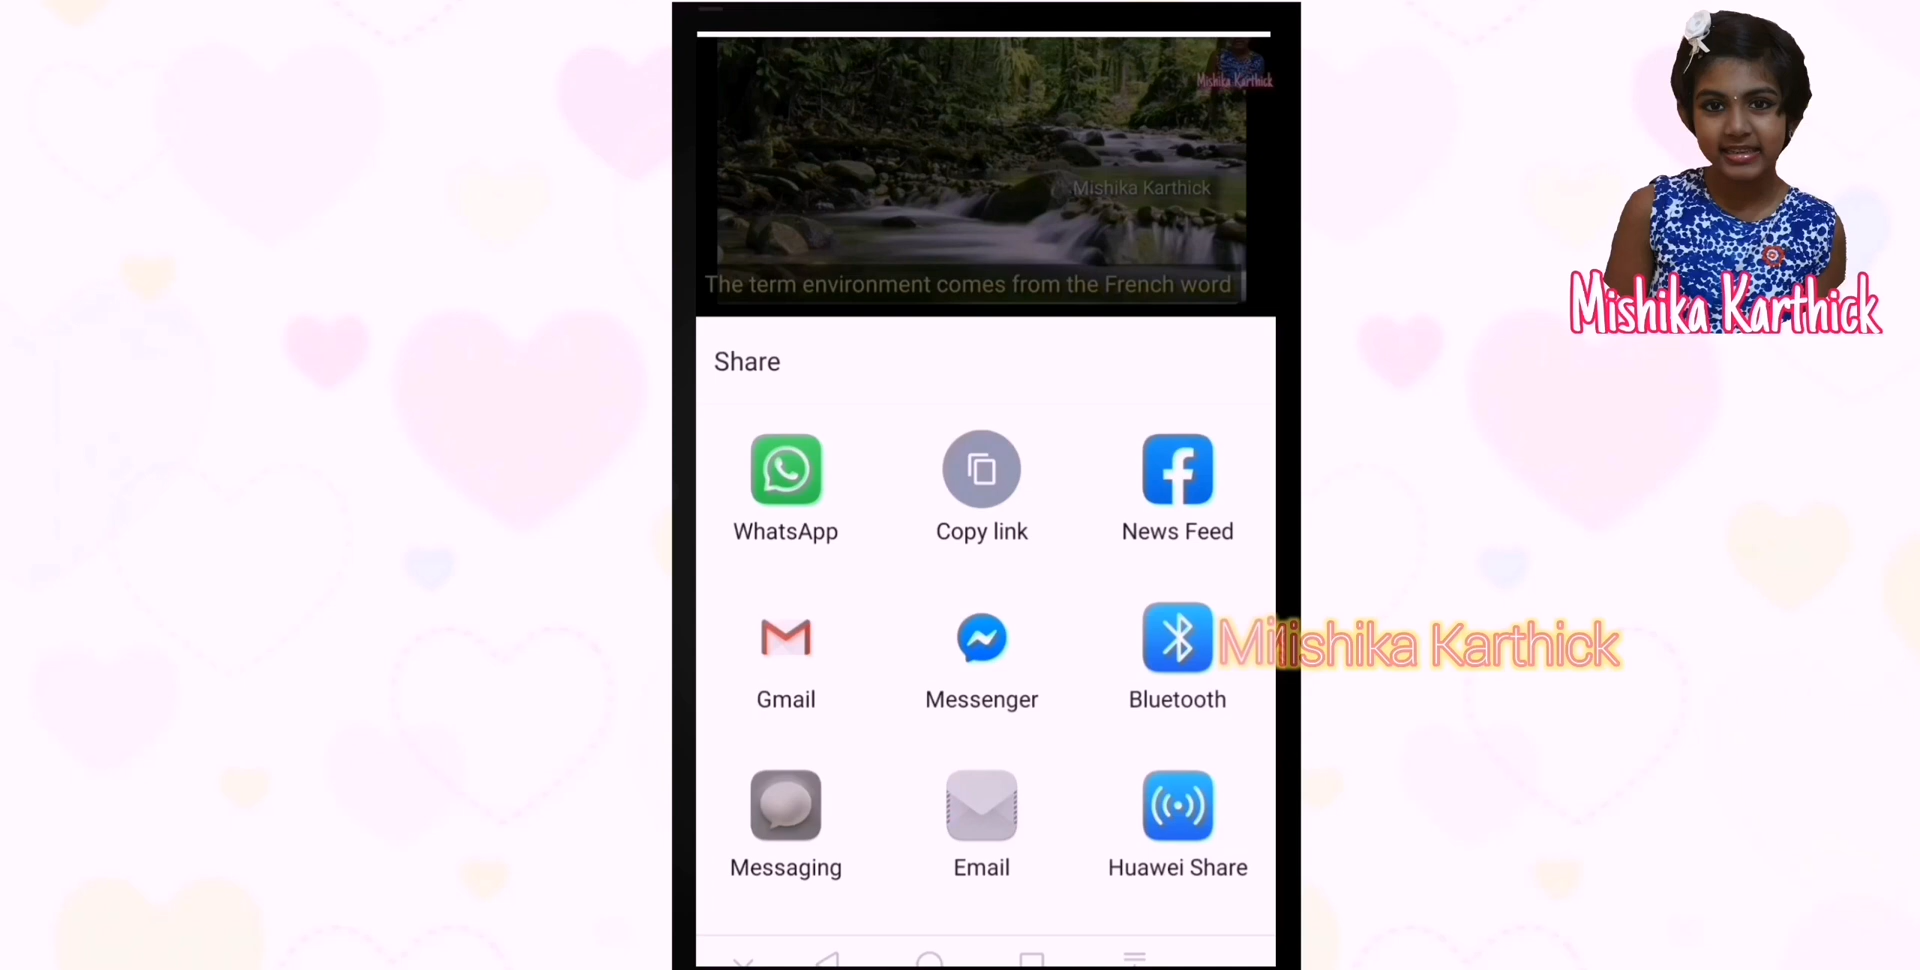 Mishika Karthick
Mishika Karthick
Mishika Karthick
The term environment comes from the French word
Share
WhatsApp
Copy link
News Feed
Gmail
Messenger
Bluetooth
Mishika Karthick
Messaging
Email
Huawei Share